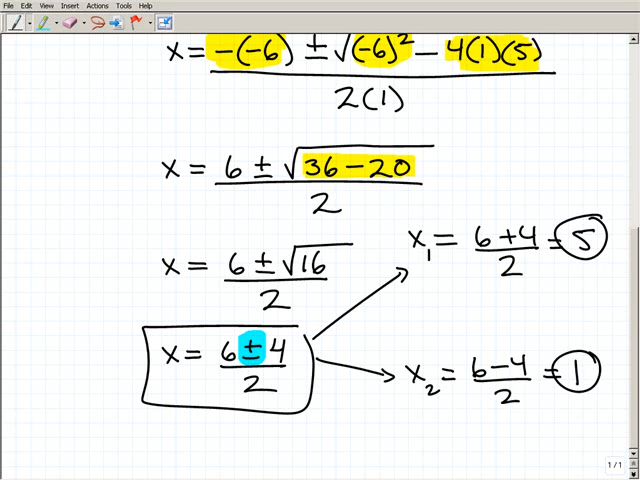 File Edit View Insert Actions Tools Help
x = -(-6) ± √(-6)² - 4(1)(5)
2(1)
x = 6 ± √36 - 20
2
x₁ = 6 + 4 = 5
2
x = 6 ± √16
2
x = 6 ± 4
2
x₂ = 6 - 4 = 1
2
1/1